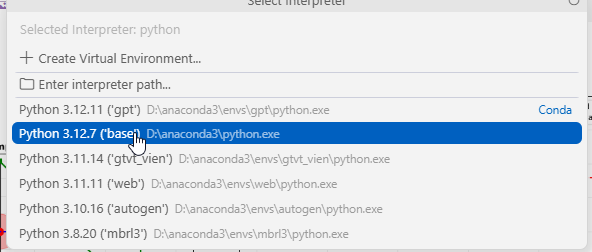 Select Interpreter
Selected Interpreter: python
Create Virtual Environment...
Enter interpreter path...
Python 3.12.11 ('gpt') D:\anaconda3\envs\gpt\python.exe Conda
Python 3.12.7 ('base') D:\anaconda3\python.exe
Python 3.11.14 ('gtvt_vien') D:\anaconda3\envs\gtvt_vien\python.exe
Python 3.11.11 ('web') D:\anaconda3\envs\web\python.exe
Python 3.10.16 ('autogen') D:\anaconda3\envs\autogen\python.exe
Python 3.8.20 ('mbrl3') D:\anaconda3\envs\mbrl3\python.exe